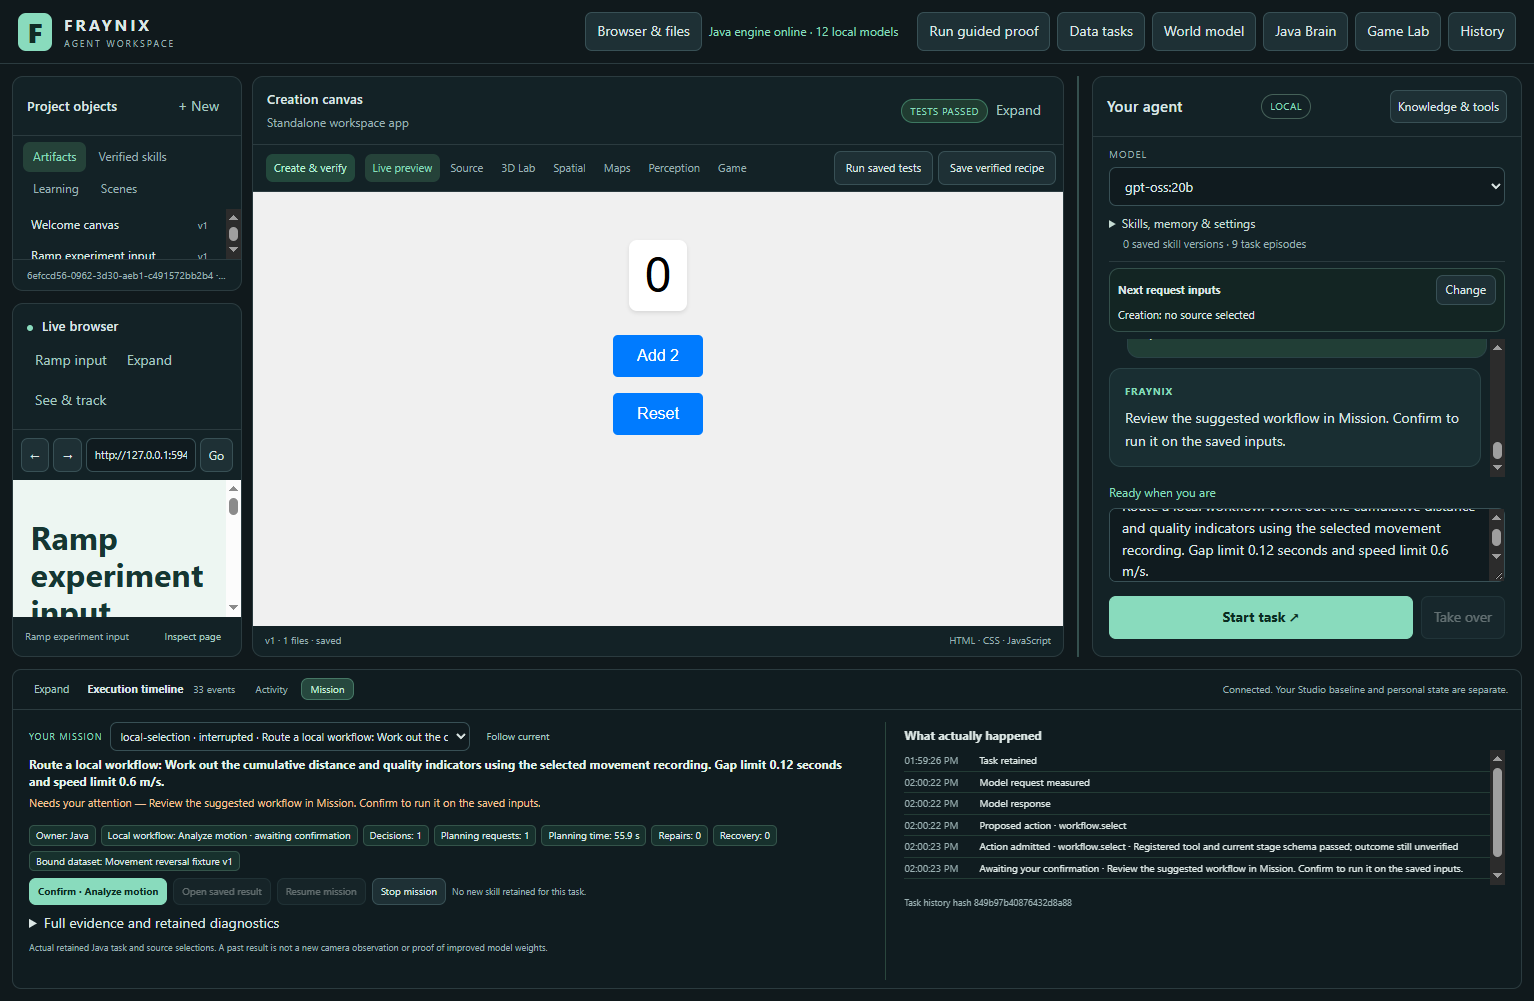 F
FRAYNIX
AGENT WORKSPACE
Browser & files
Java engine online · 12 local models
Run guided proof
Data tasks
World model
Java Brain
Game Lab
History
Project objects
+ New
Artifacts
Verified skills
Learning
Scenes
Welcome canvas
v1
Ramp experiment input
v1
6efccd56-0962-3d30-aeb1-c491572bb2b4 ·...
Live browser
Ramp input
Expand
See & track
←
→
http://127.0.0.1:594
Go
Ramp
experiment
input
Ramp experiment input
Inspect page
Creation canvas
Standalone workspace app
TESTS PASSED
Expand
Create & verify
Live preview
Source
3D Lab
Spatial
Maps
Perception
Game
Run saved tests
Save verified recipe
0
Add 2
Reset
v1 · 1 files · saved
HTML · CSS · JavaScript
Your agent
LOCAL
Knowledge & tools
MODEL
gpt-oss:20b
Skills, memory & settings
0 saved skill versions · 9 task episodes
Next request inputs
Change
Creation: no source selected
FRAYNIX
Review the suggested workflow in Mission. Confirm to
run it on the saved inputs.
Ready when you are
Route a local workflow: Work out the cumulative distance
and quality indicators using the selected movement
recording. Gap limit 0.12 seconds and speed limit 0.6
m/s.
Start task ↗
Take over
Expand
Execution timeline
33 events
Activity
Mission
Connected. Your Studio baseline and personal state are separate.
YOUR MISSION
local-selection · interrupted · Route a local workflow: Work out the c
Follow current
Route a local workflow: Work out the cumulative distance and quality indicators using the selected movement recording. Gap limit 0.12 seconds
and speed limit 0.6 m/s.
Needs your attention — Review the suggested workflow in Mission. Confirm to run it on the saved inputs.
Owner: Java
Local workflow: Analyze motion · awaiting confirmation
Decisions: 1
Planning requests: 1
Planning time: 55.9 s
Repairs: 0
Recovery: 0
Bound dataset: Movement reversal fixture v1
Confirm · Analyze motion
Open saved result
Resume mission
Stop mission
No new skill retained for this task.
Full evidence and retained diagnostics
Actual retained Java task and source selections. A past result is not a new camera observation or proof of improved model weights.
What actually happened
01:59:26 PM Task retained
02:00:22 PM Model request measured
02:00:22 PM Model response
02:00:22 PM Proposed action · workflow.select
02:00:23 PM Action admitted · workflow.select · Registered tool and current stage schema passed; outcome still unverified
02:00:23 PM Awaiting your confirmation · Review the suggested workflow in Mission. Confirm to run it on the saved inputs.
Task history hash 849b97b40876432d8a88